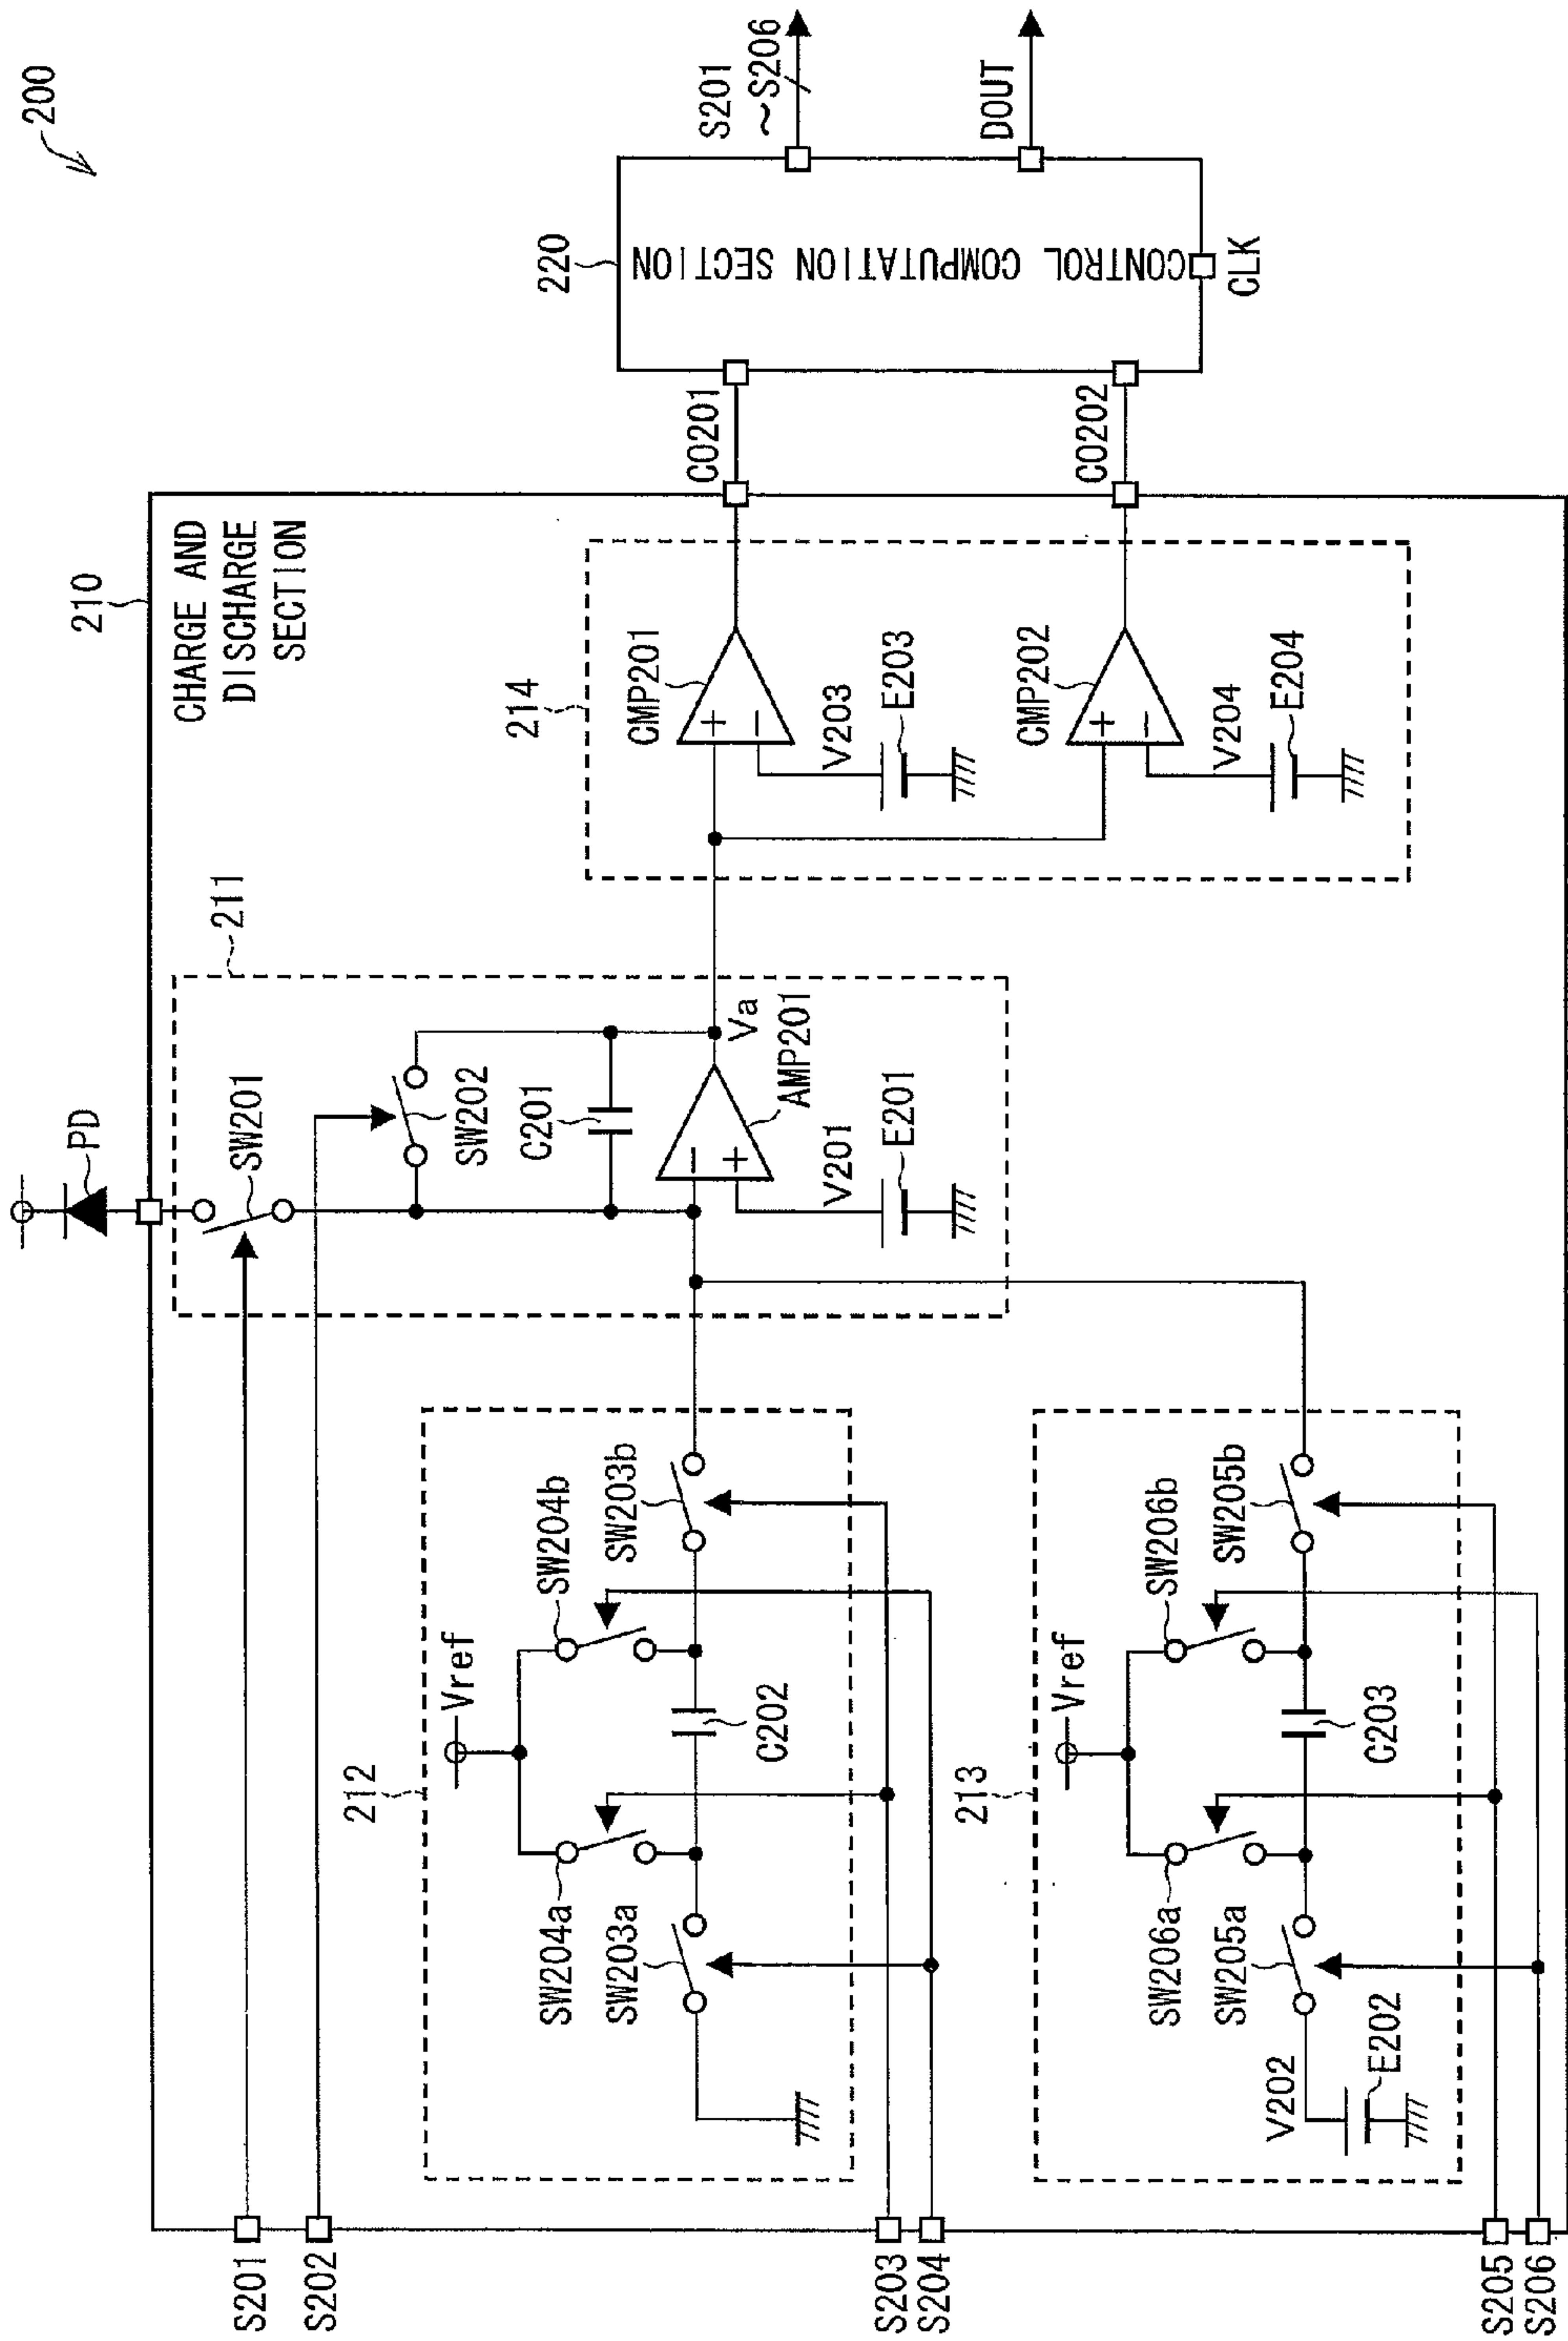 200
210
CHARGE AND
DISCHARGE
SECTION
S201
S202
S203
S204
S205
S206
PD
211
SW201
SW202
C201
Va
AMP201
V201
E201
212
Vref
SW204a
SW204b
SW203a
SW203b
C202
213
Vref
SW206a
SW206b
SW205a
SW205b
C203
V202
E202
214
CMP201
V203
E203
CMP202
V204
E204
CO201
CO202
220
CONTROL COMPUTATION SECTION
CLK
S201
~S206
DOUT